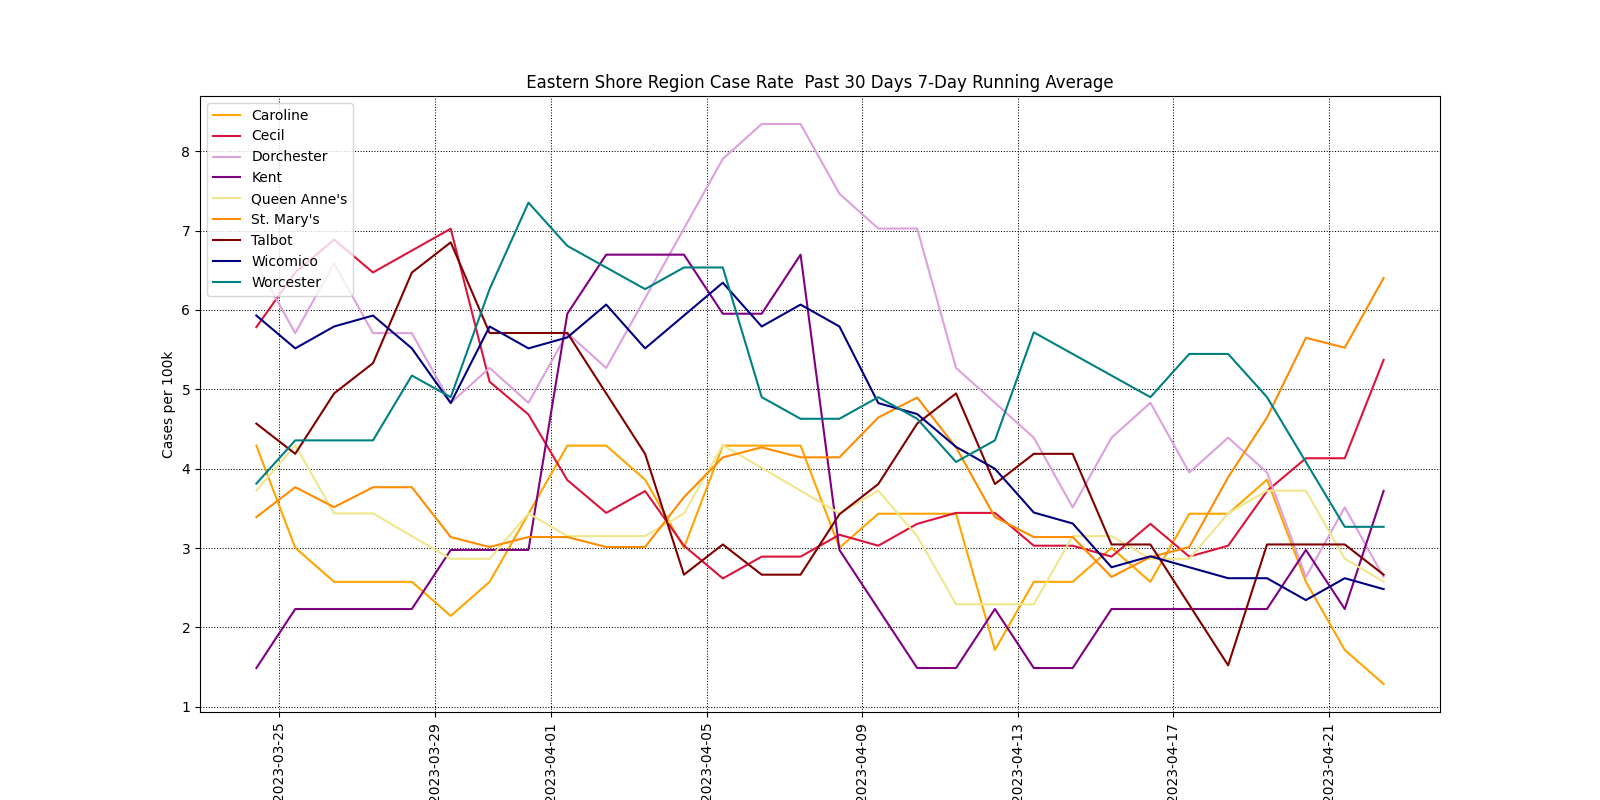 Eastern Shore Region Case Rate  Past 30 Days 7-Day Running Average
Caroline
Cecil
Dorchester
Kent
Queen Anne's
St. Mary's
Talbot
Wicomico
Worcester
Cases per 100k
8
7
6
5
4
3
2
1
2023-03-25
2023-03-29
2023-04-01
2023-04-05
2023-04-09
2023-04-13
2023-04-17
2023-04-21